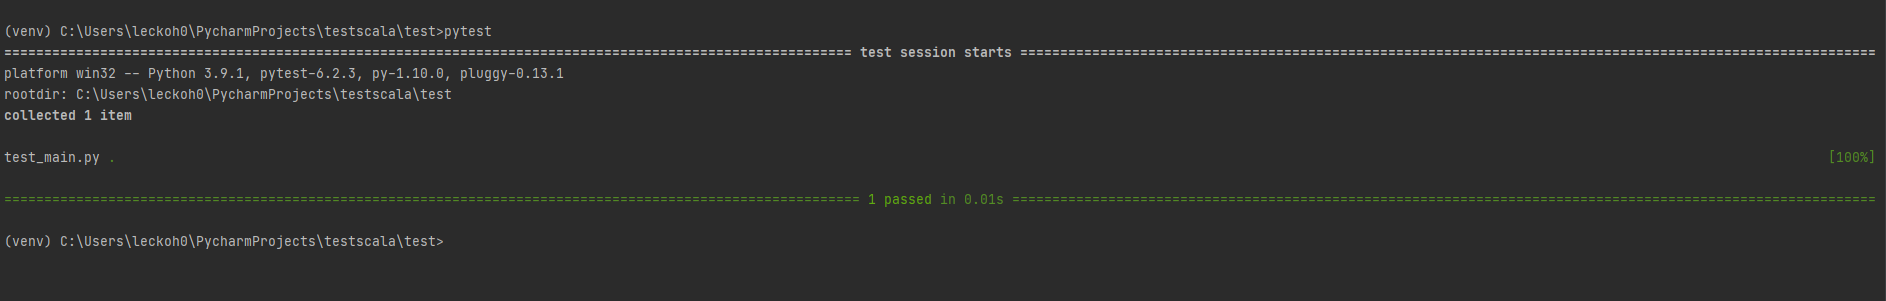 (venv) C:\Users\leckoh0\PycharmProjects\testscala\test>pytest
========================================================================================================== test session starts ===========================================================================================================
platform win32 -- Python 3.9.1, pytest-6.2.3, py-1.10.0, pluggy-0.13.1
rootdir: C:\Users\leckoh0\PycharmProjects\testscala\test
collected 1 item
test_main.py . [100%]
=========================================================================================================== 1 passed in 0.01s ============================================================================================================
(venv) C:\Users\leckoh0\PycharmProjects\testscala\test>